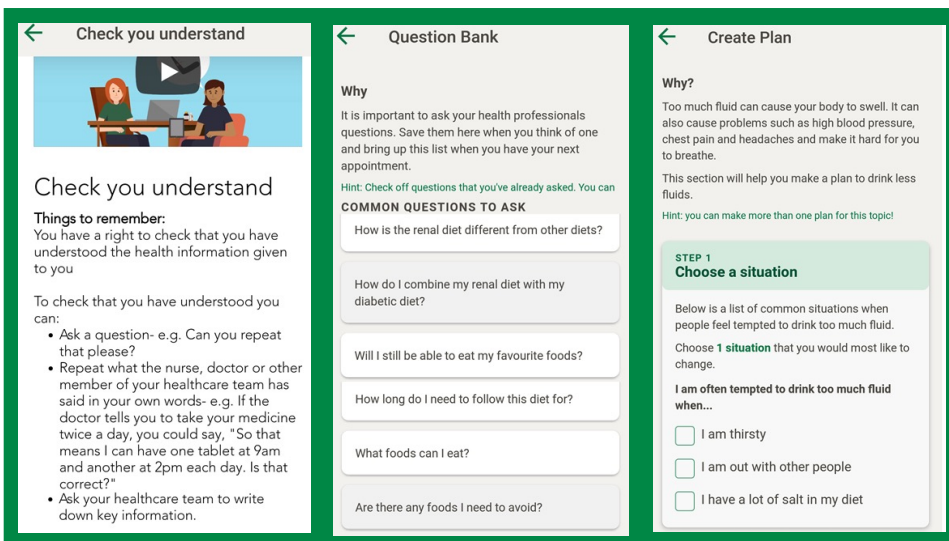 Check you understand
Check you understand
Things to remember:
You have a right to check that you have
understood the health information given
to you
To check that you have understood you
can:
• Ask a question- e.g. Can you repeat
that please?
• Repeat what the nurse, doctor or other
member of your healthcare team has
said in your own words- e.g. If the
doctor tells you to take your medicine
twice a day, you could say, "So that
means I can have one tablet at 9am
and another at 2pm each day. Is that
correct?"
• Ask your healthcare team to write
down key information.
Question Bank
Why
It is important to ask your health professionals
questions. Save them here when you think of one
and bring up this list when you have your next
appointment.
Hint: Check off questions that you've already asked. You can
COMMON QUESTIONS TO ASK
How is the renal diet different from other diets?
How do I combine my renal diet with my
diabetic diet?
Will I still be able to eat my favourite foods?
How long do I need to follow this diet for?
What foods can I eat?
Are there any foods I need to avoid?
Create Plan
Why?
Too much fluid can cause your body to swell. It can
also cause problems such as high blood pressure,
chest pain and headaches and make it hard for you
to breathe.
This section will help you make a plan to drink less
fluids.
Hint: you can make more than one plan for this topic!
STEP 1
Choose a situation
Below is a list of common situations when
people feel tempted to drink too much fluid.
Choose 1 situation that you would most like to
change.
I am often tempted to drink too much fluid
when...
I am thirsty
I am out with other people
I have a lot of salt in my diet